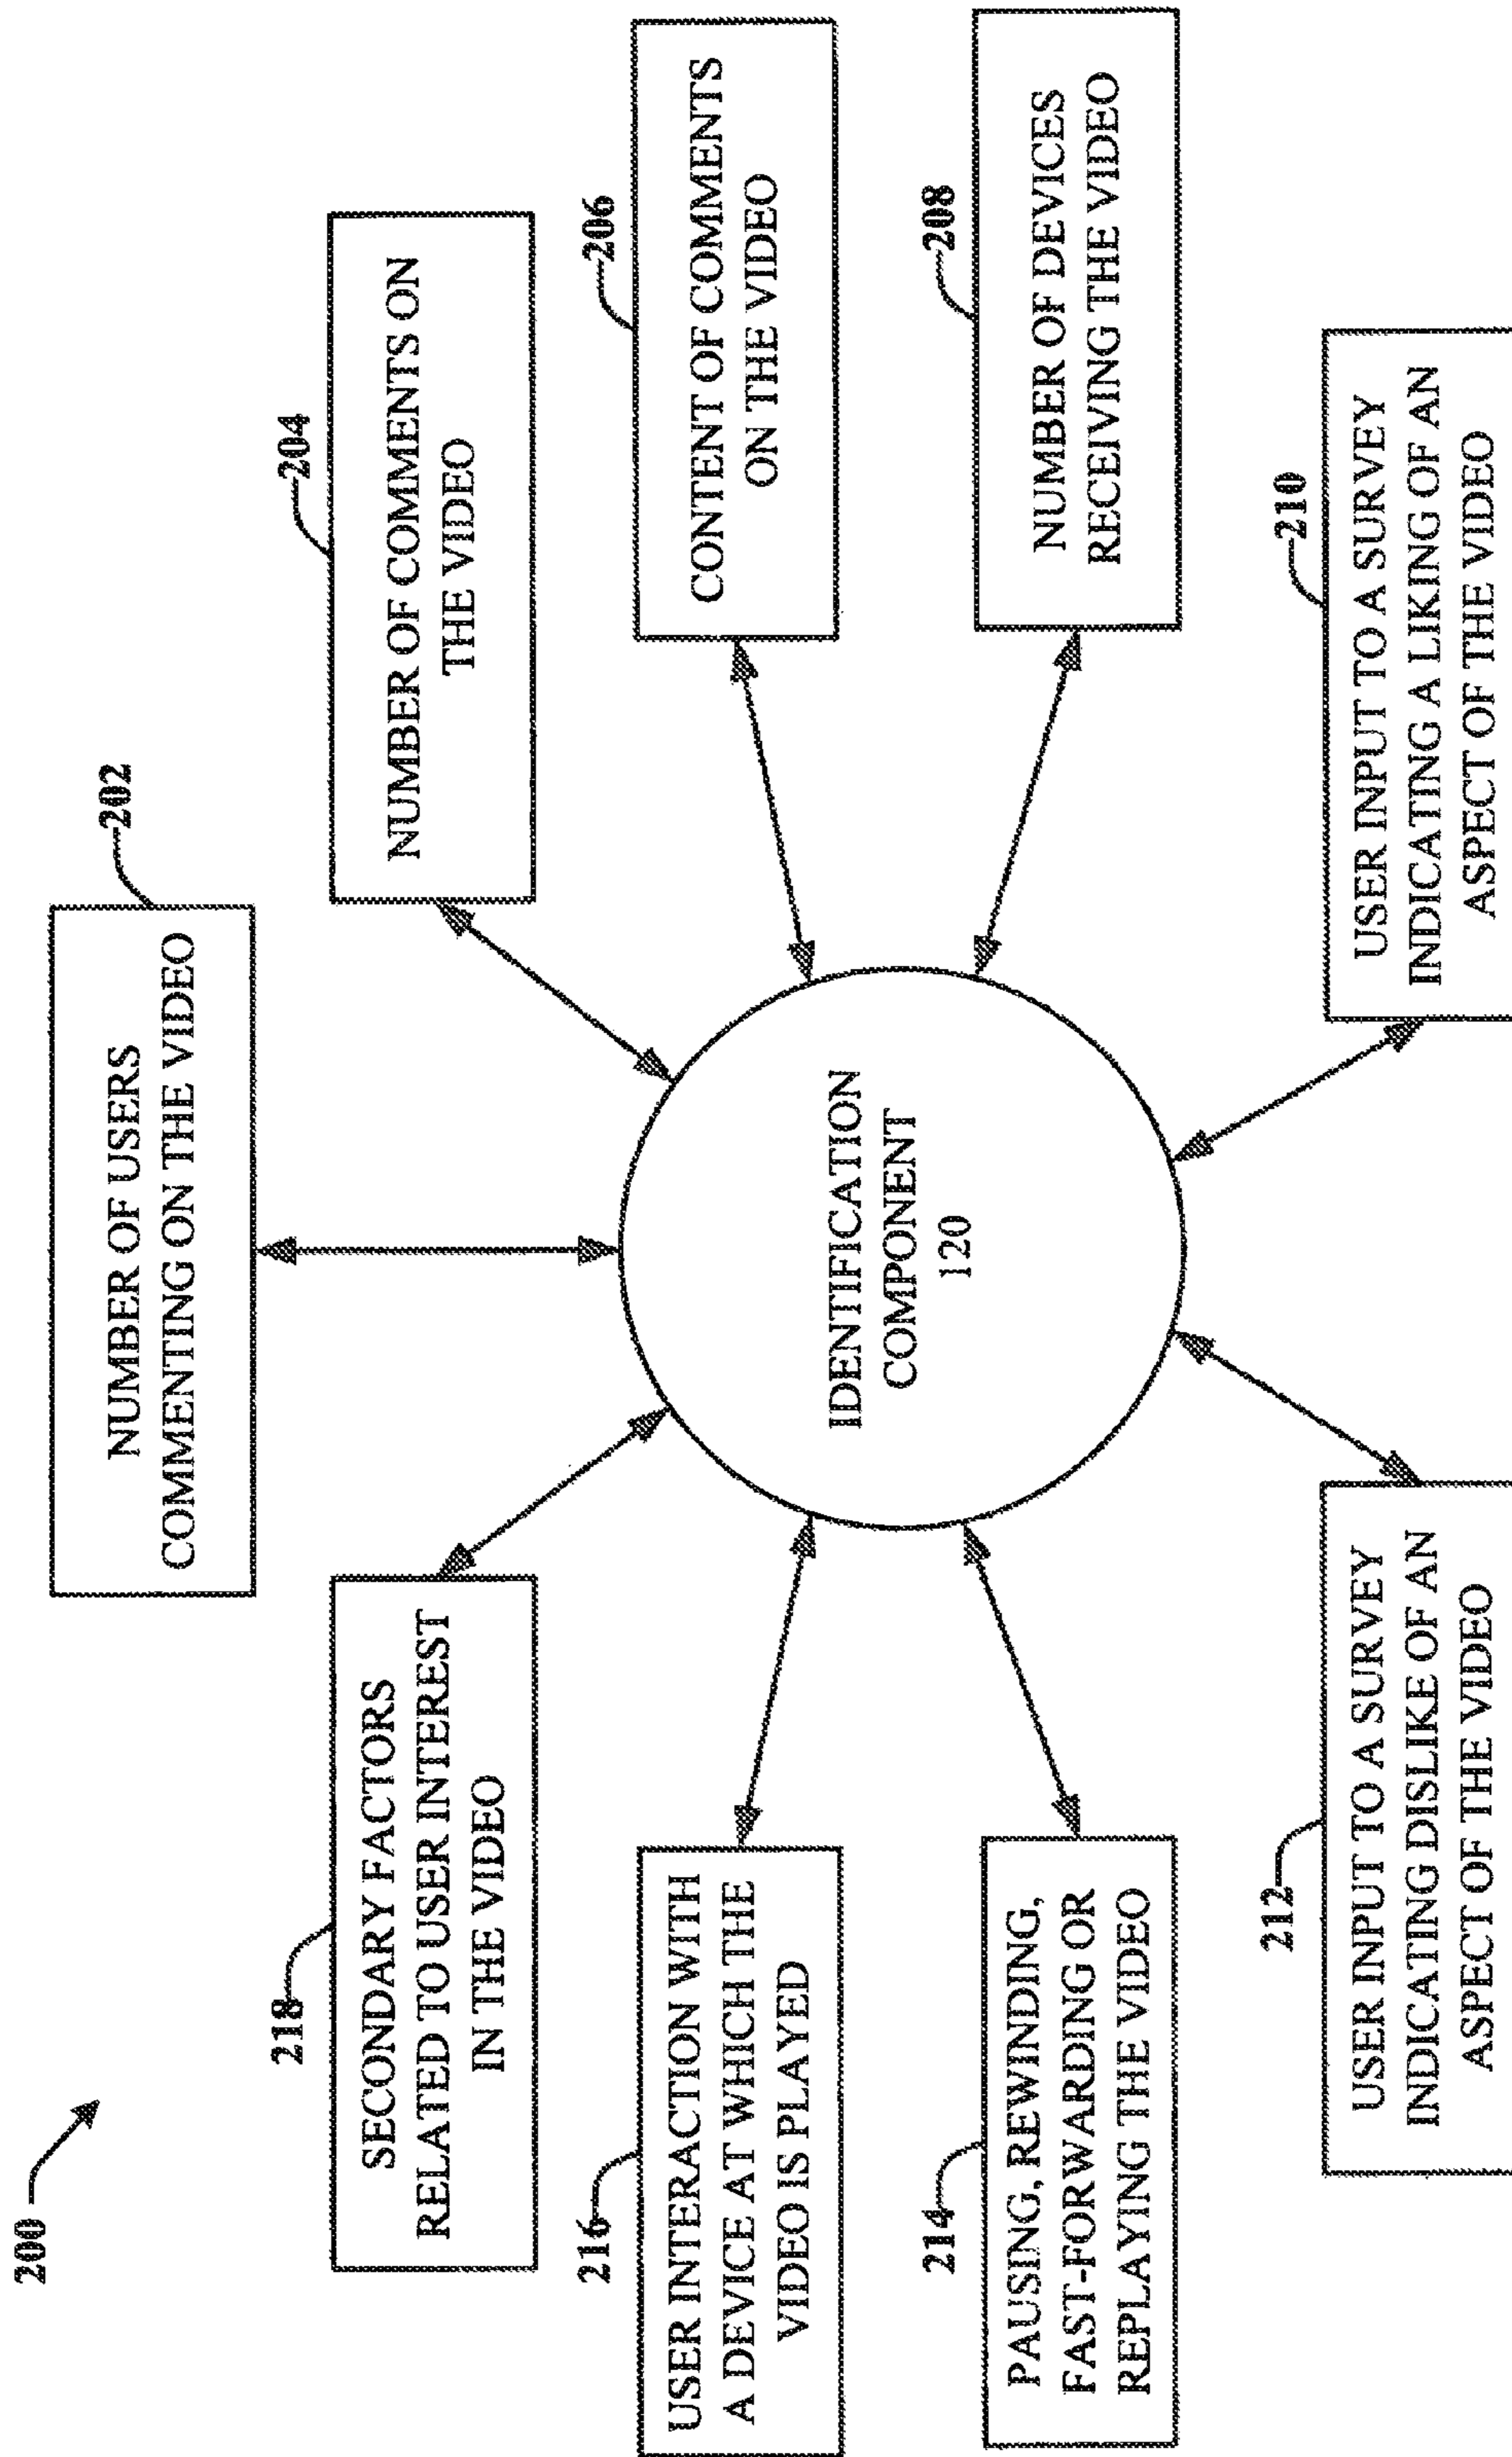 200
202
NUMBER OF USERS
COMMENTING ON THE VIDEO
204
NUMBER OF COMMENTS ON
THE VIDEO
206
CONTENT OF COMMENTS
ON THE VIDEO
208
NUMBER OF DEVICES
RECEIVING THE VIDEO
210
USER INPUT TO A SURVEY
INDICATING A LIKING OF AN
ASPECT OF THE VIDEO
212
USER INPUT TO A SURVEY
INDICATING DISLIKE OF AN
ASPECT OF THE VIDEO
214
PAUSING, REWINDING,
FAST-FORWARDING OR
REPLAYING THE VIDEO
216
USER INTERACTION WITH
A DEVICE AT WHICH THE
VIDEO IS PLAYED
218
SECONDARY FACTORS
RELATED TO USER INTEREST
IN THE VIDEO
IDENTIFICATION
COMPONENT
120